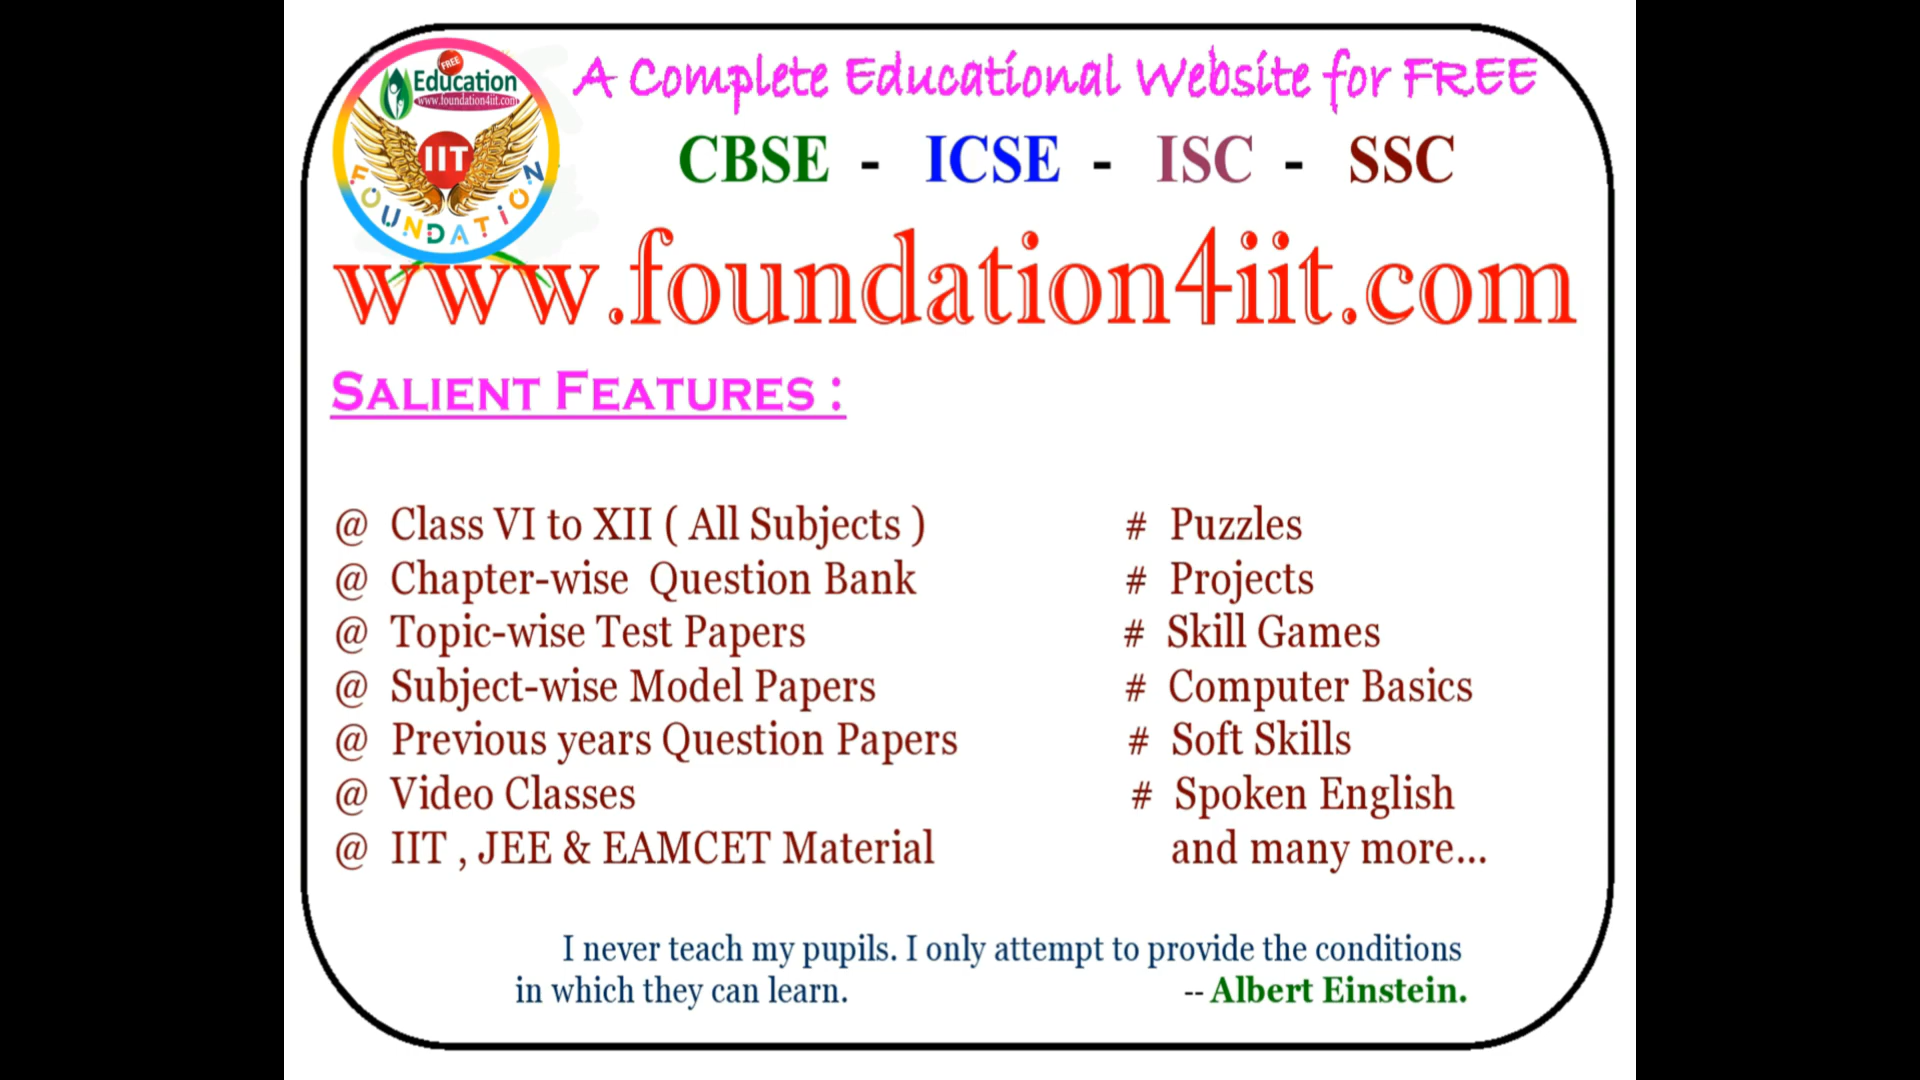 FREE
Education
www.foundation4iit.com
IIT
FOUNDATION
A Complete Educational Website for FREE
CBSE - ICSE - ISC - SSC
www.foundation4iit.com
SALIENT FEATURES :
@ Class VI to XII ( All Subjects )
@ Chapter-wise Question Bank
@ Topic-wise Test Papers
@ Subject-wise Model Papers
@ Previous years Question Papers
@ Video Classes
@ IIT , JEE & EAMCET Material
# Puzzles
# Projects
# Skill Games
# Computer Basics
# Soft Skills
# Spoken English
and many more...
I never teach my pupils. I only attempt to provide the conditions
in which they can learn. -- Albert Einstein.